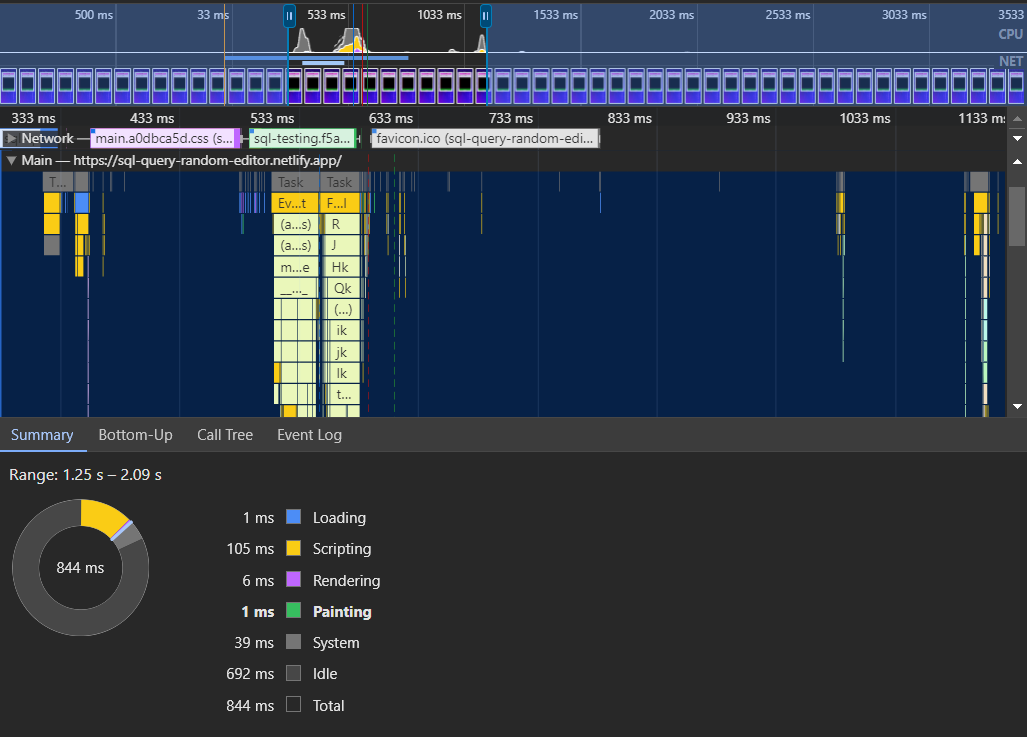 500 ms 33 ms 533 ms 1033 ms 1533 ms 2033 ms 2533 ms 3033 ms 3533
CPU
NET
333 ms 433 ms 533 ms 633 ms 733 ms 833 ms 933 ms 1033 ms 1133 ms
Network main.a0dbca5d.css (s... sql-testing.f5a... favicon.ico (sql-query-random-edi...
Main — https://sql-query-random-editor.netlify.app/
T... Task Task
Ev...t F...l
(a...s) R
(a...s) J
m...e Hk
__..._ Qk
(...)
ik
jk
lk
t...
Summary Bottom-Up Call Tree Event Log
Range: 1.25 s – 2.09 s
844 ms
1 ms Loading
105 ms Scripting
6 ms Rendering
1 ms Painting
39 ms System
692 ms Idle
844 ms Total